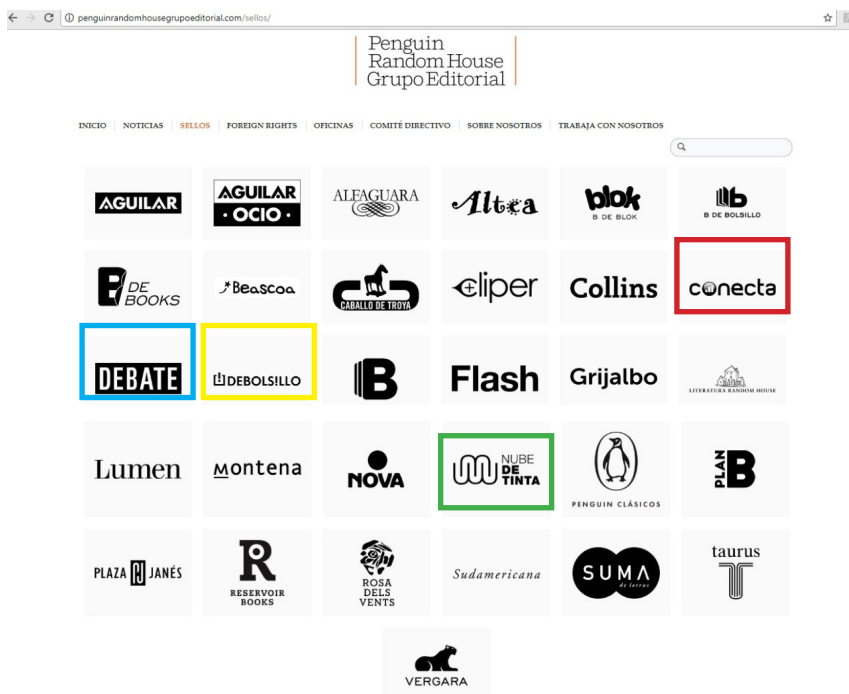 penguinrandomhousegrupoeditorial.com/sellos/
Penguin
Random House
Grupo Editorial
INICIO NOTICIAS SELLOS FOREIGN RIGHTS OFICINAS COMITÉ DIRECTIVO SOBRE NOSOTROS TRABAJA CON NOSOTROS
AGUILAR
AGUILAR
· OCIO ·
ALFAGUARA
Altea
blok
B DE BLOK
B DE BOLSILLO
B DE
BOOKS
Beascoa
CABALLO DE TROYA
cliper
Collins
conecta
DEBATE
DEBOLS!LLO
B
Flash
Grijalbo
LITERATURA RANDOM HOUSE
Lumen
montena
NOVA
NUBE
DE
TINTA
PENGUIN CLÁSICOS
PLAN B
PLAZA JANÉS
R
RESERVOIR
BOOKS
ROSA
DELS
VENTS
Sudamericana
SUMA
de letras
taurus
T
VERGARA